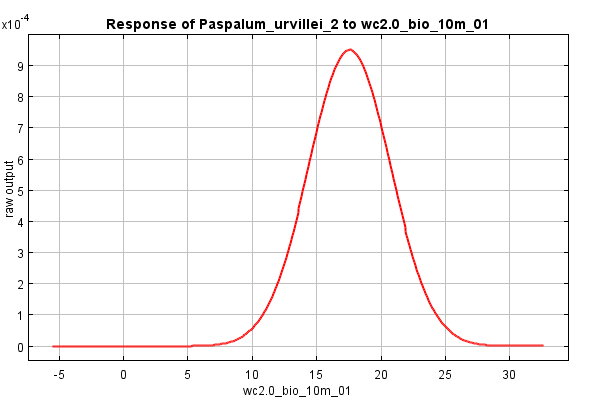 x10^-4
Response of Paspalum_urvillei_2 to wc2.0_bio_10m_01
9
8
7
6
5
4
3
2
1
0
raw output
-5 0 5 10 15 20 25 30
wc2.0_bio_10m_01